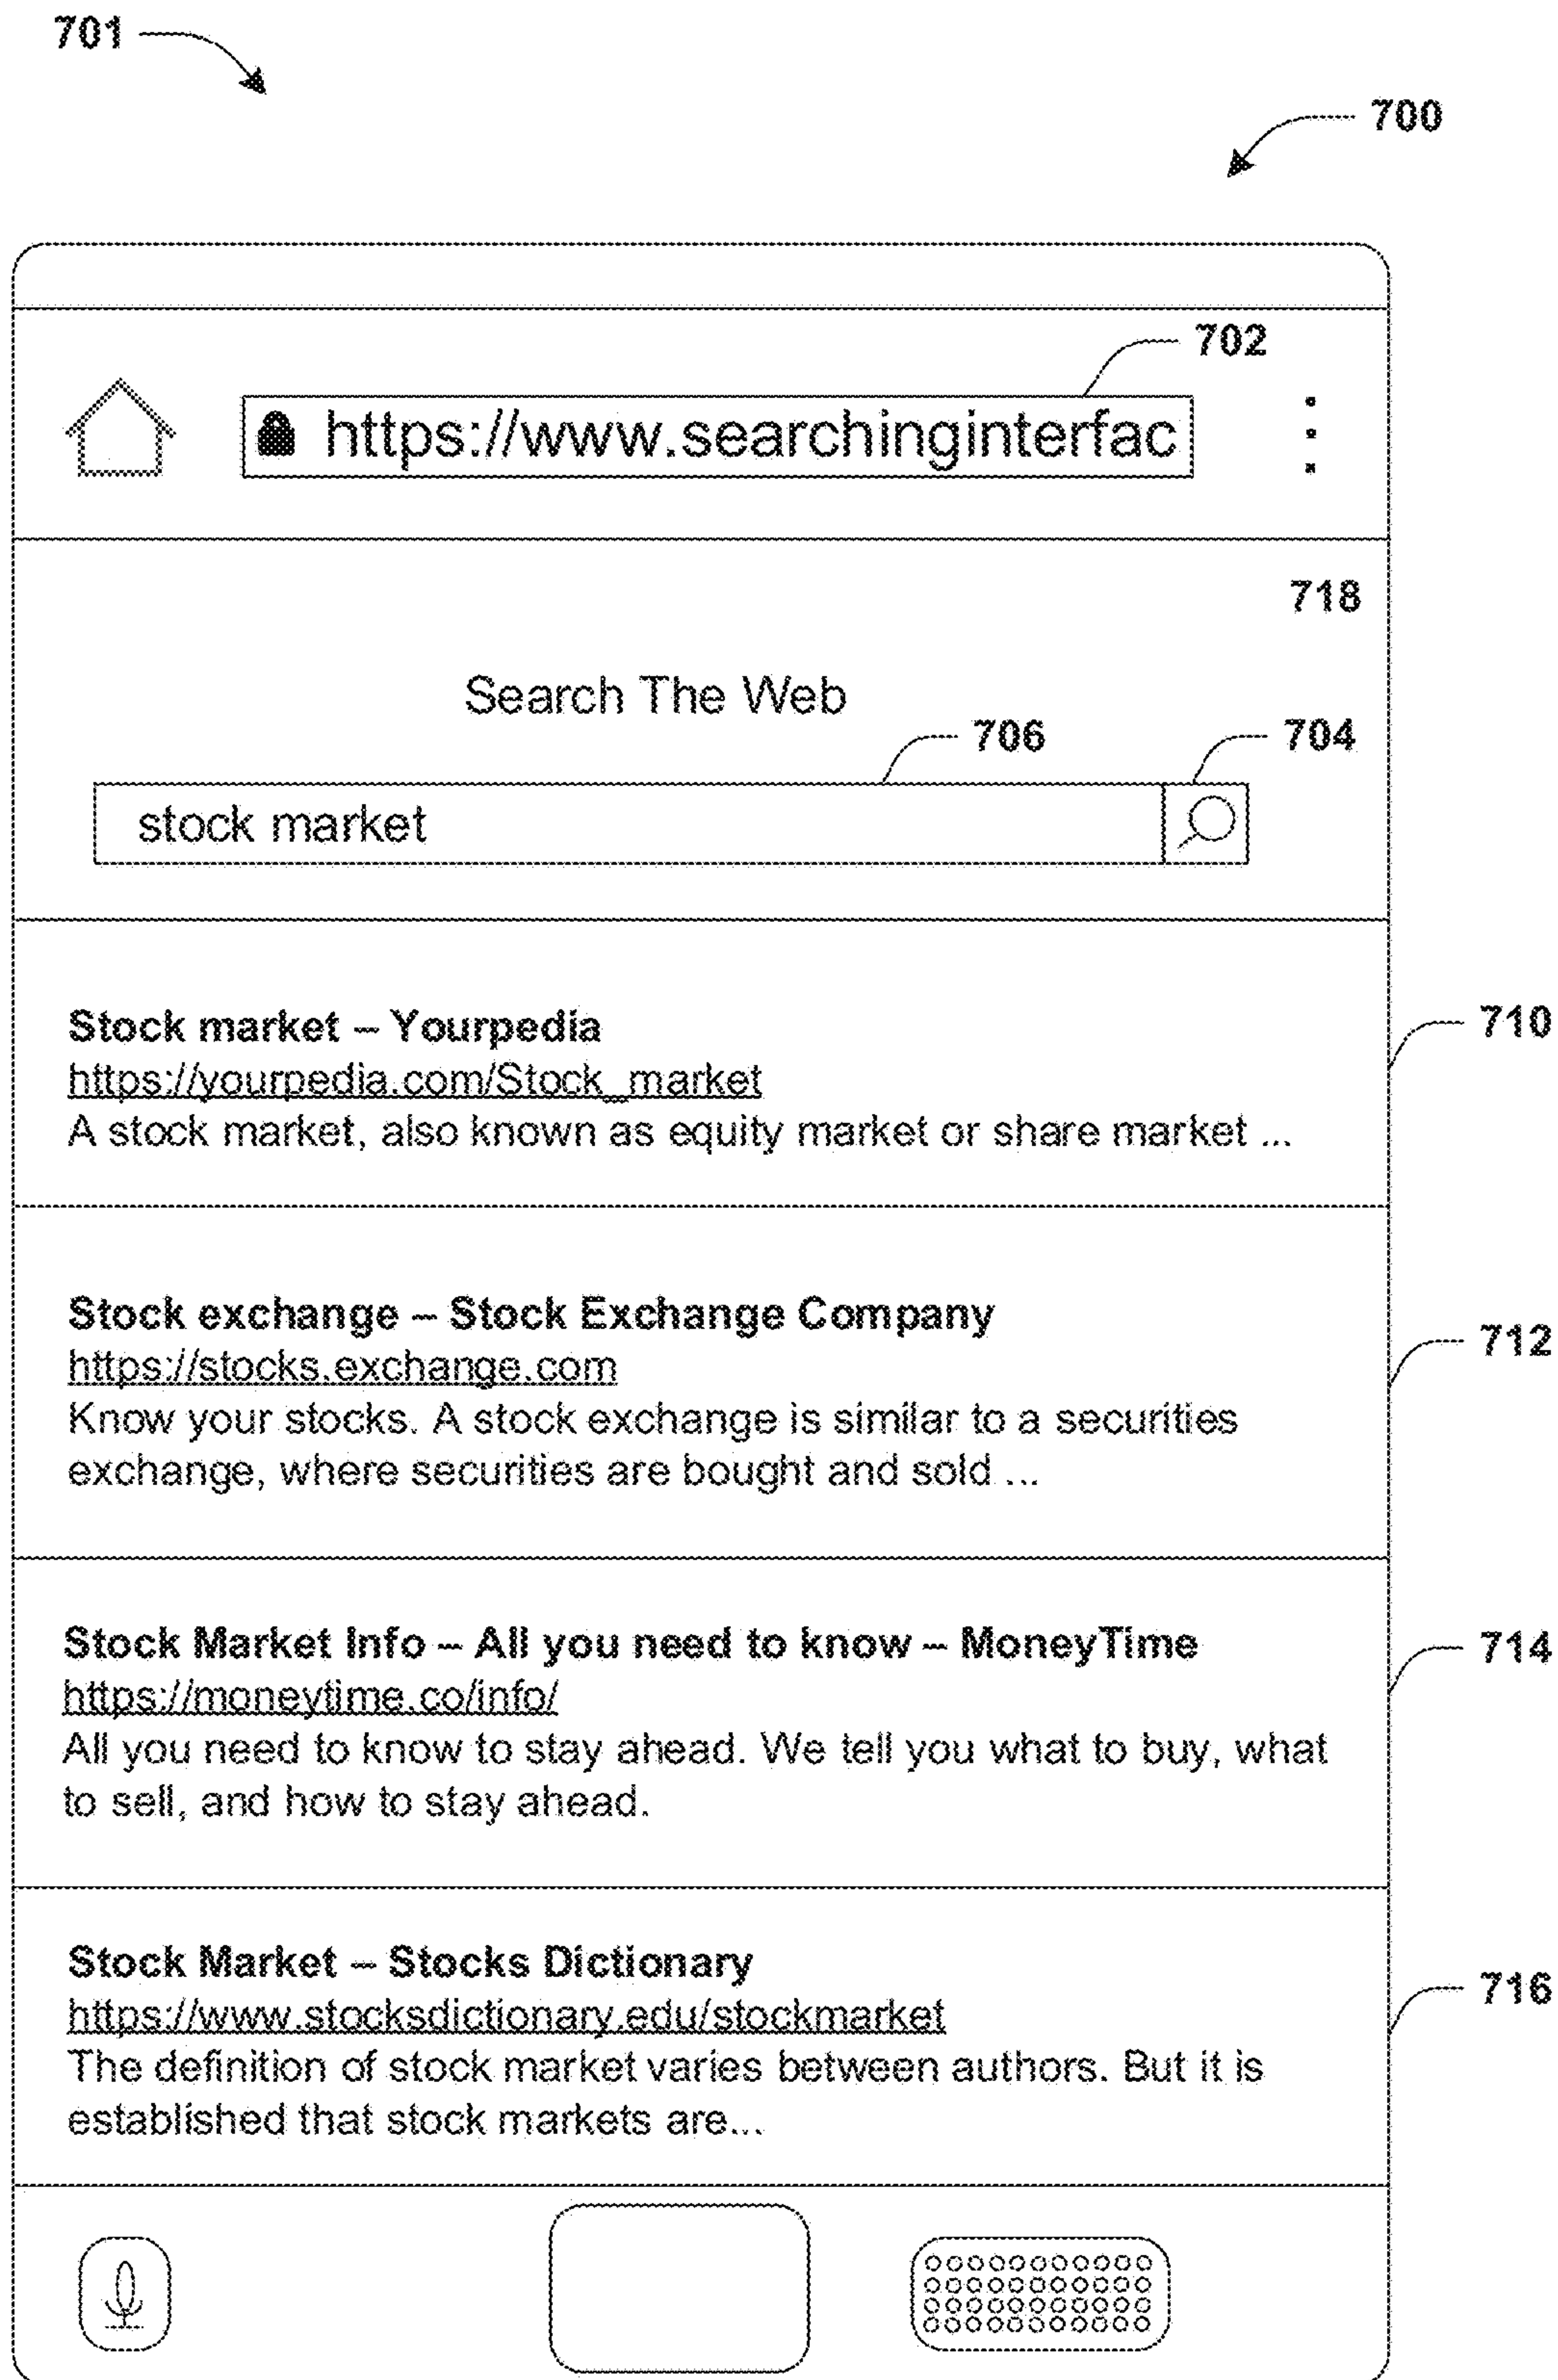 701
700
702
https://www.searchinginterfac
718
Search The Web
706
704
stock market
Stock market – Yourpedia
710
https://yourpedia.com/Stock_market
A stock market, also known as equity market or share market ...
Stock exchange – Stock Exchange Company
712
https://stocks.exchange.com
Know your stocks. A stock exchange is similar to a securities
exchange, where securities are bought and sold ...
Stock Market Info – All you need to know – MoneyTime
714
https://moneytime.co/info/
All you need to know to stay ahead. We tell you what to buy, what
to sell, and how to stay ahead.
Stock Market – Stocks Dictionary
716
https://www.stocksdictionary.edu/stockmarket
The definition of stock market varies between authors. But it is
established that stock markets are...